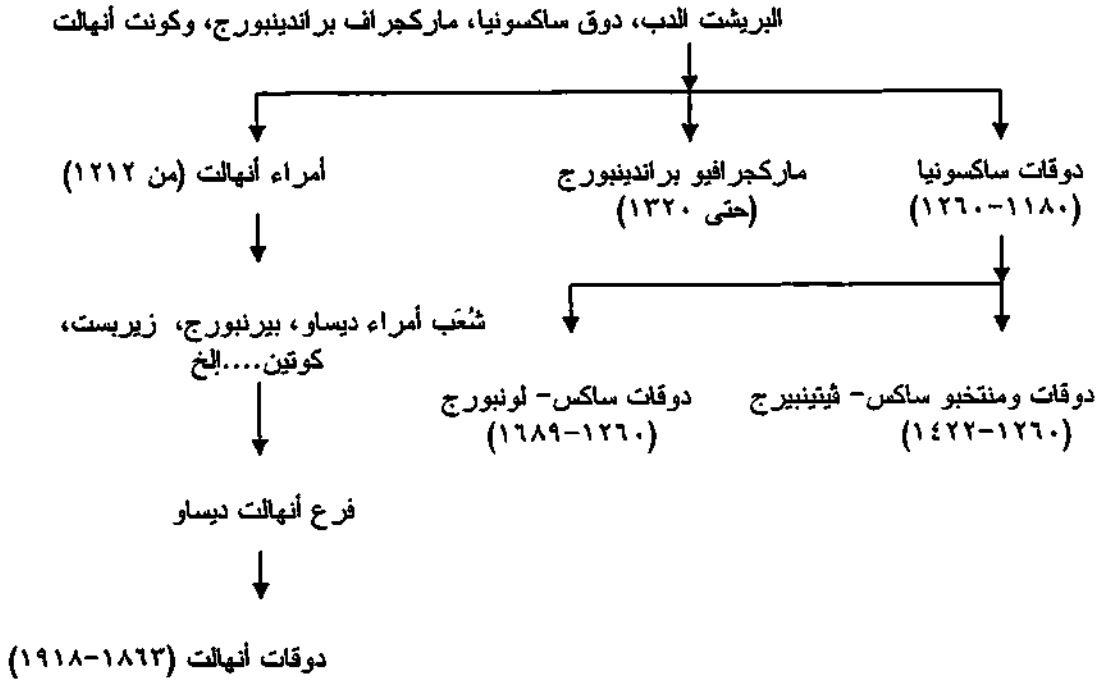 البريشت الدب، دوق ساكسونيا، ماركجراف براندينبورج، وكونت أنهالت
دوقات ساكسونيا
(١١٨٠-١٢٦٠)
ماركجرافيو براندينبورج
(حتى ١٣٢٠)
أمراء أنهالت (من ١٢١٢)
شُعَب أمراء ديساو، بيرنبورج، زيربست،
كوتين....إلخ
دوقات ومنتخبو ساكس- ڤيتينبيرج
(١٢٦٠-١٤٢٢)
دوقات ساكس- لونبورج
(١٢٦٠-١٦٨٩)
فرع أنهالت ديساو
دوقات أنهالت (١٨٦٣-١٩١٨)